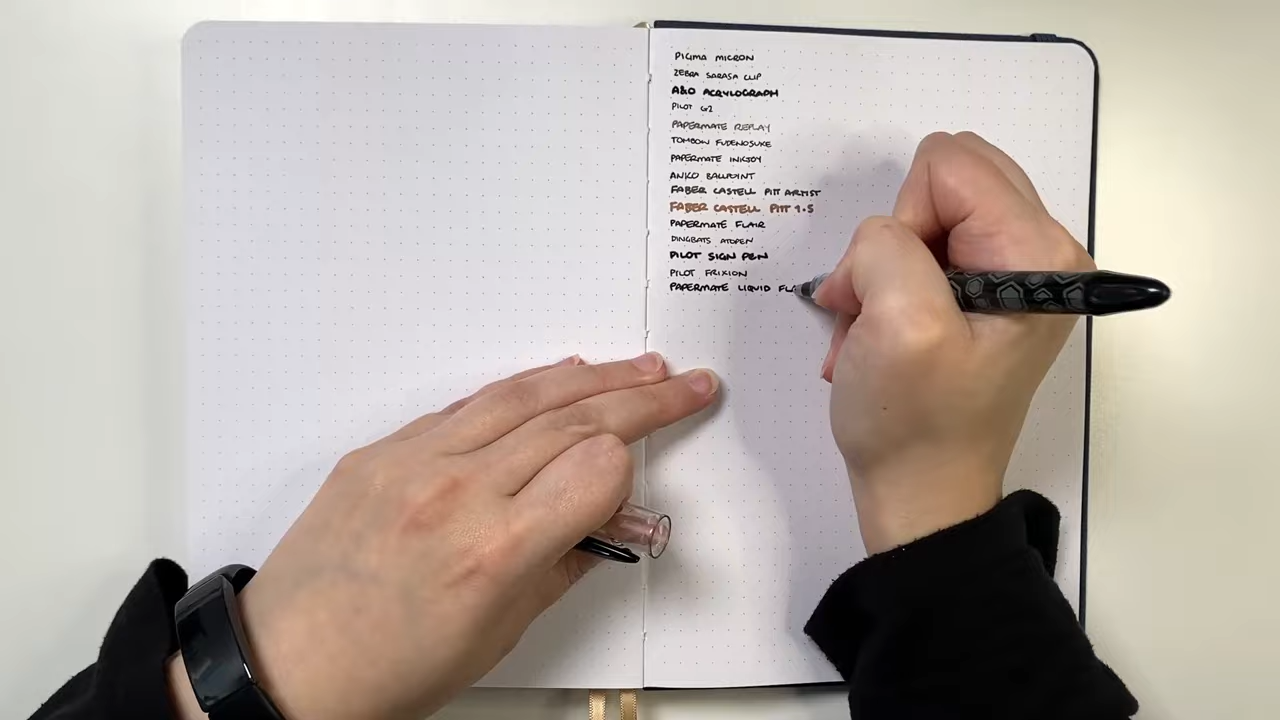 PIGMA MICRON
ZEBRA SARASA CLIP
A&O ACRYLOGRAPH
PILOT G2
PAPERMATE REPLAY
TOMBOW FUDENOSUKE
PAPERMATE INKJOY
ANKO BALLPOINT
FABER CASTELL PITT ARTIST
FABER CASTELL PITT 1.5
PAPERMATE FLAIR
DINGBATS ATOPEN
PILOT SIGN PEN
PILOT FRIXION
PAPERMATE LIQUID FLA